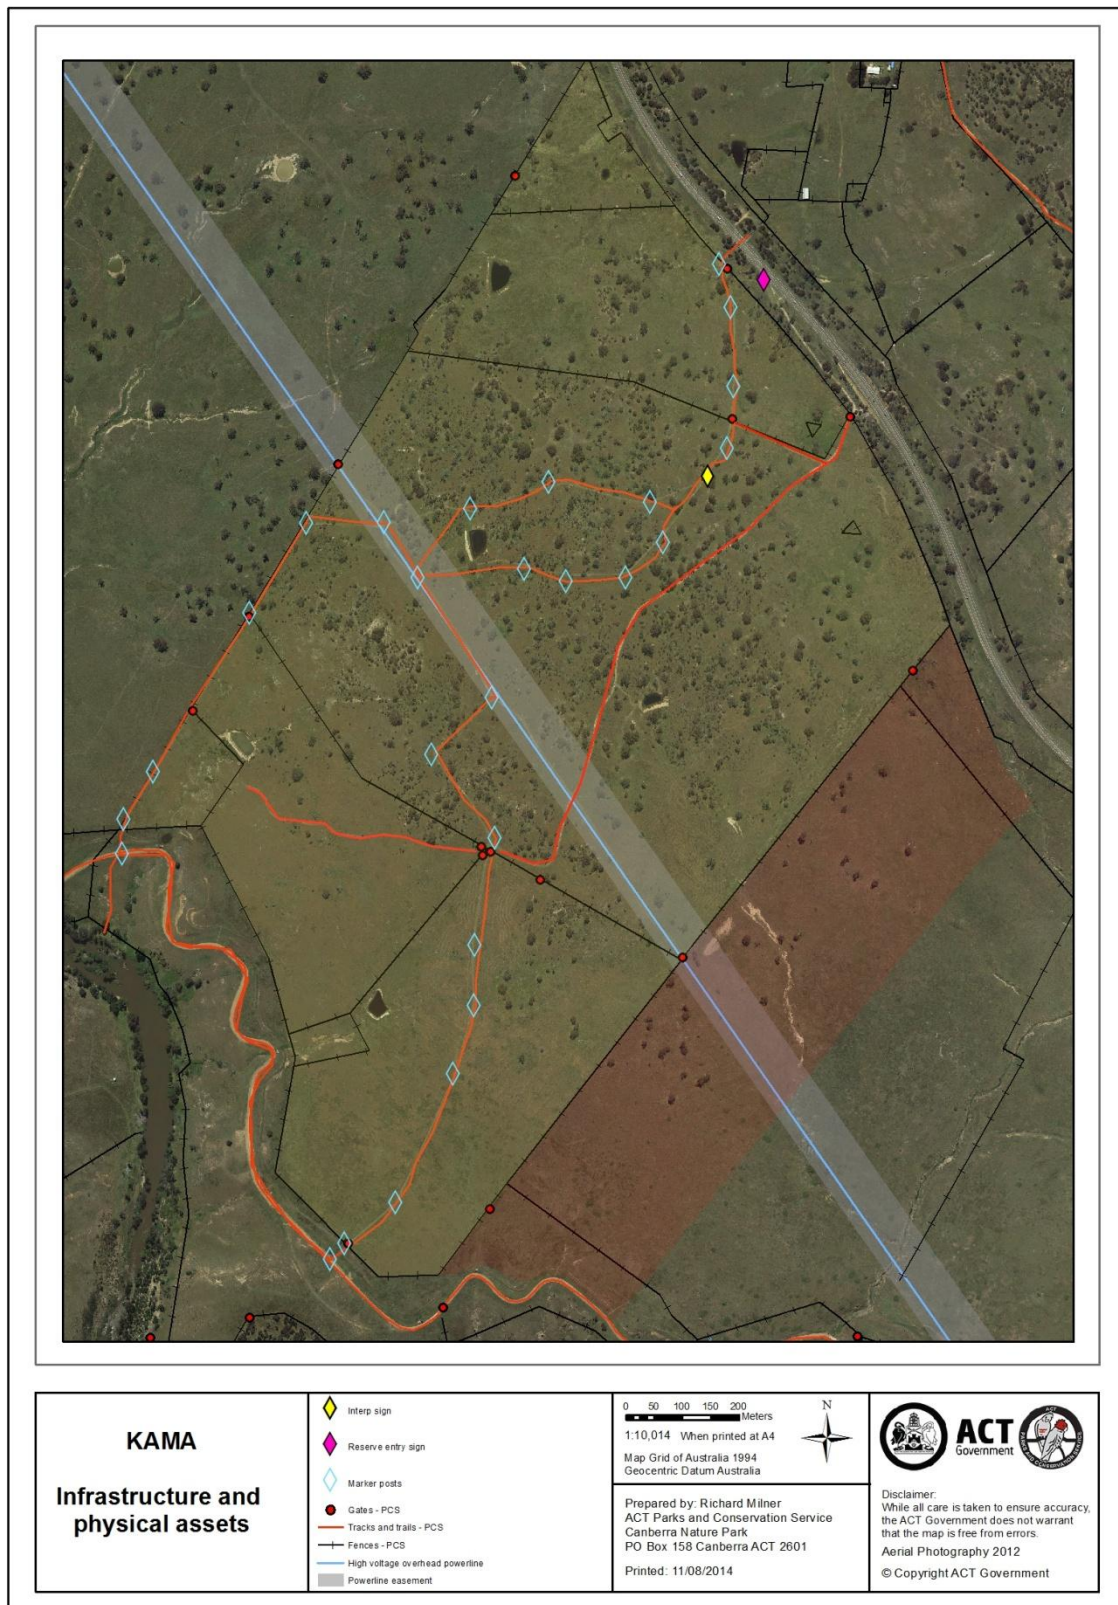 KAMA
Infrastructure and
physical assets
Interp sign
Reserve entry sign
Marker posts
Gates - PCS
Tracks and trails - PCS
Fences - PCS
High voltage overhead powerline
Powerline easement
0 50 100 150 200
Meters
1:10,014 When printed at A4
Map Grid of Australia 1994
Geocentric Datum Australia
N
Prepared by: Richard Milner
ACT Parks and Conservation Service
Canberra Nature Park
PO Box 158 Canberra ACT 2601
Printed: 11/08/2014
ACT
Government
ACT
Disclaimer:
While all care is taken to ensure accuracy,
the ACT Government does not warrant
that the map is free from errors.
Aerial Photography 2012
© Copyright ACT Government